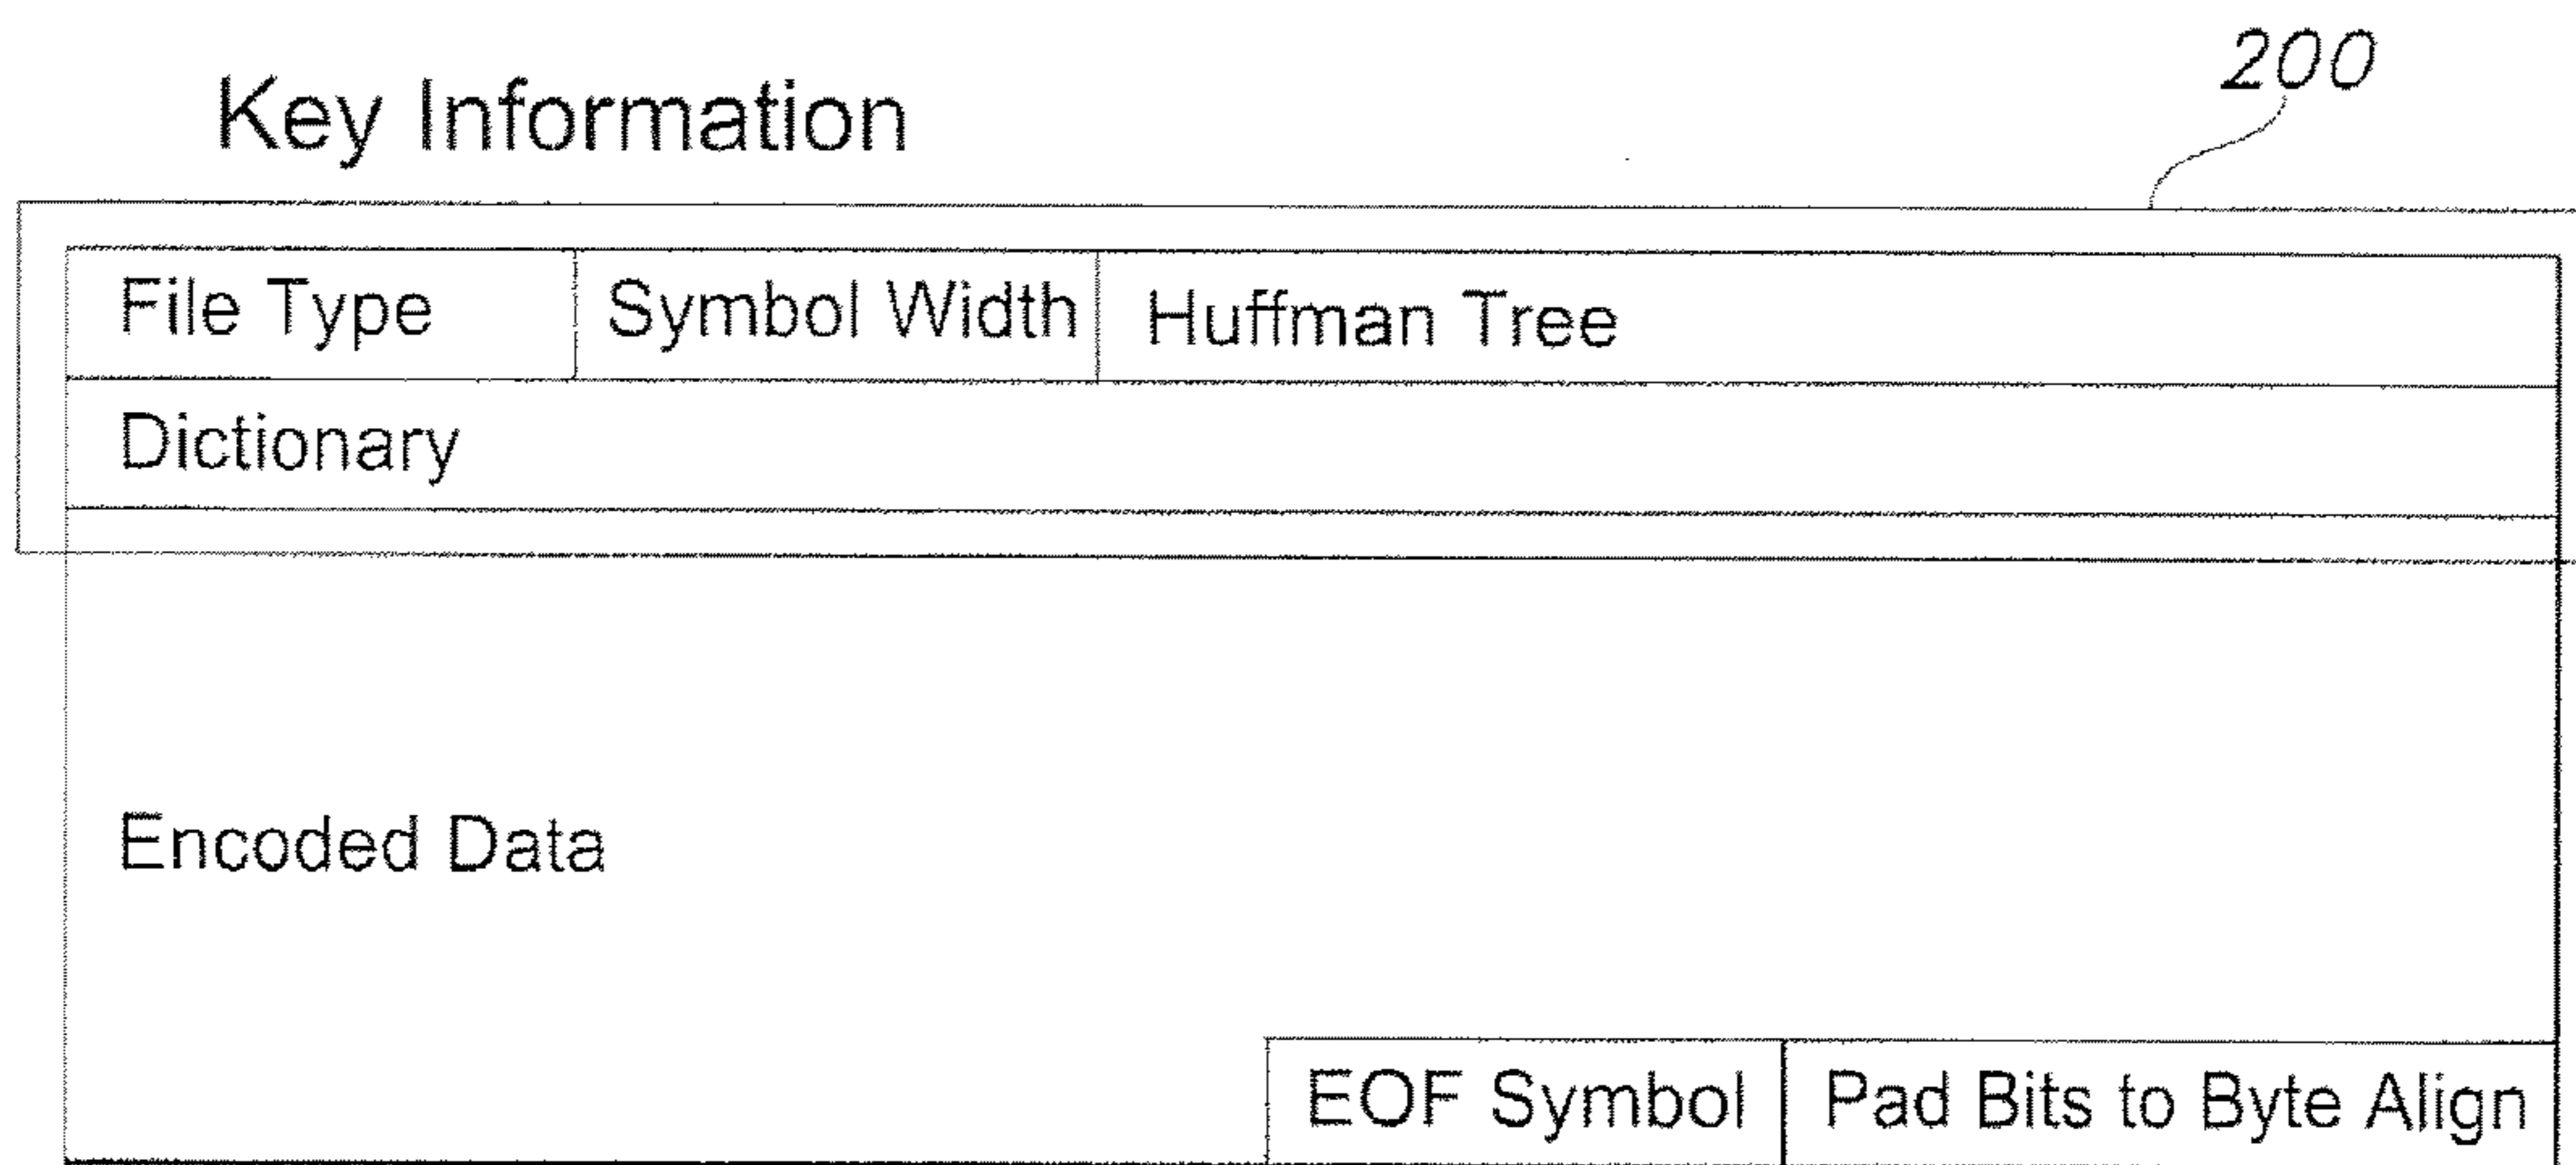 200
Key Information
File Type Symbol Width Huffman Tree
Dictionary
Encoded Data
EOF Symbol Pad Bits to Byte Align